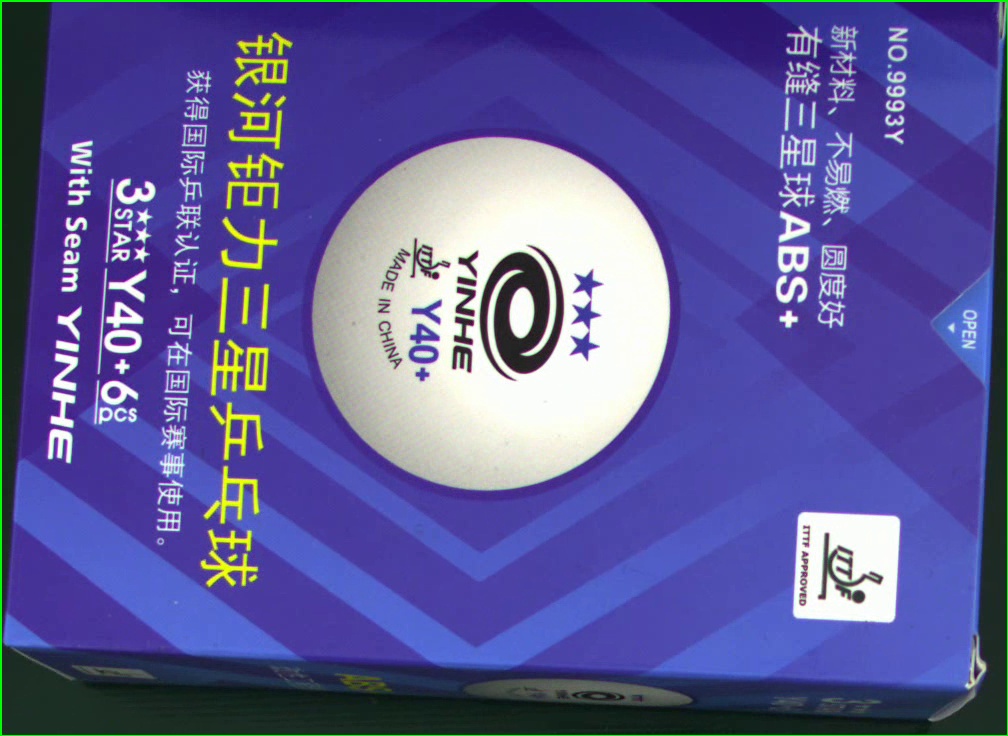 NO.9993Y
新材料、不易燃、圆度好
有缝三星球ABS+
OPEN
ITTF
ITTF APPROVED
★★★
YINHE
ITTF Y40+
MADE IN CHINA
银河钜力三星乒乓球
获得国际乒联认证，可在国际赛事使用。
3★★★STAR Y40+ 6pcs
With Seam YINHE